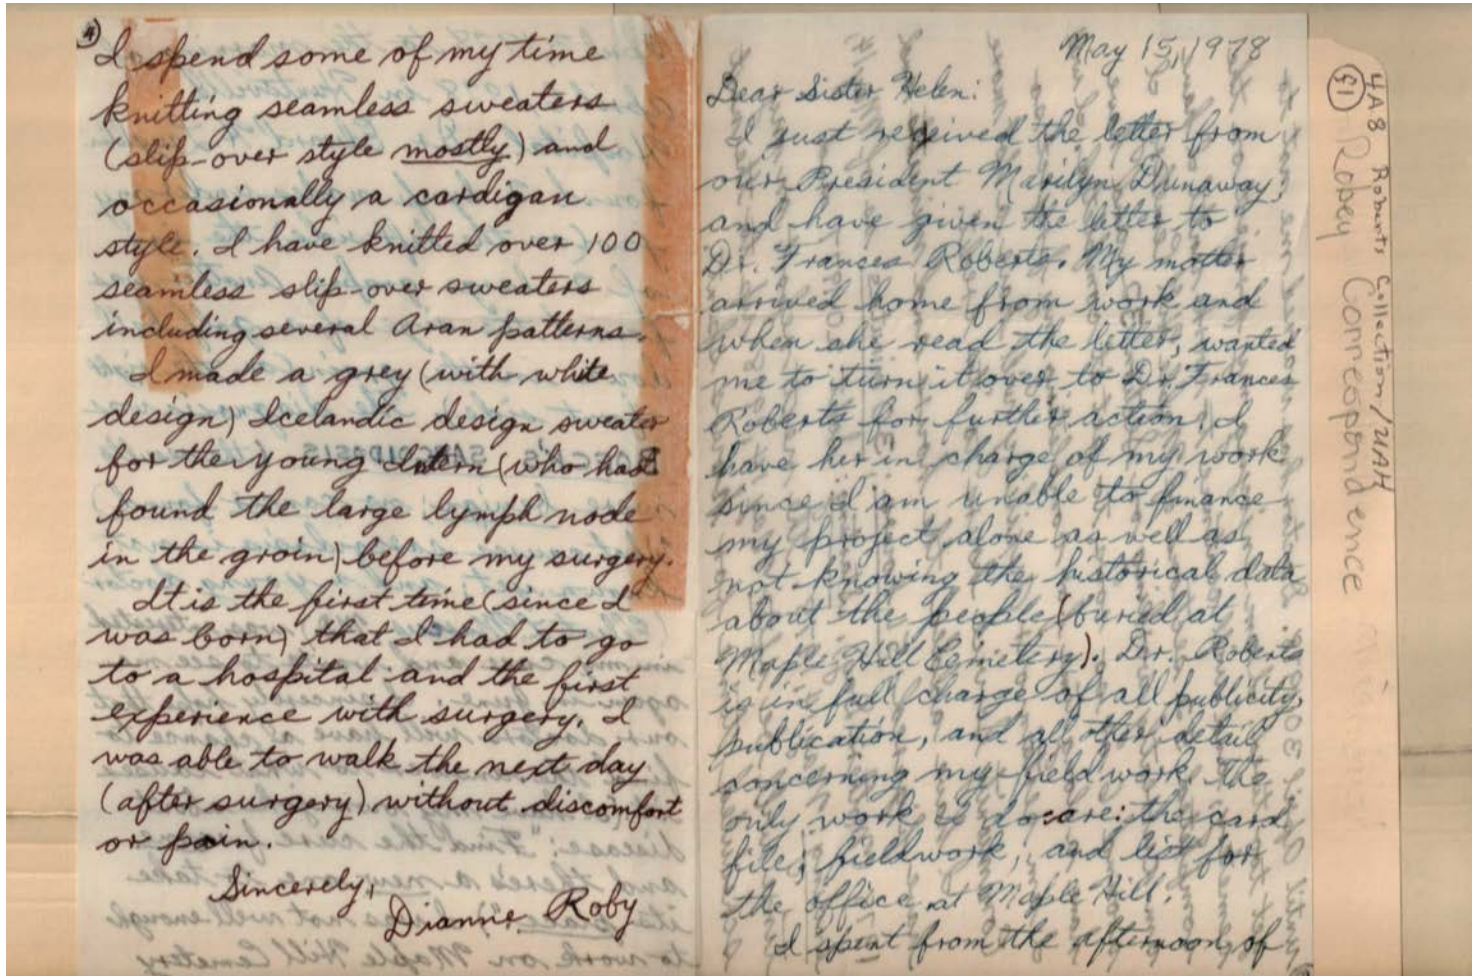 4
I spend some of my time
knitting seamless sweaters
(slip-over style mostly) and
occasionally a cardigan
style. I have knitted over 100
seamless slip-over sweaters
including several Aran patterns.
I made a grey (with white
design) Icelandic design sweater
for the young Intern (who had
found the large lymph node
in the groin) before my surgery.
It is the first time (since I
was born) that I had to go
to a hospital and the first
experience with surgery. I
was able to walk the next day
(after surgery) without discomfort
or pain.
Sincerely,
Dianne Roby
May 15, 1978
Dear Sister Helen:
I just received the letter from
our President Marilyn Dunaway,
and have given the letter to
Dr. Frances Roberts. My mother
arrived home from work and
when she read the letter, wanted
me to turn it over to Dr. Frances
Roberts for further action. I
have her in charge of my work
since I am unable to finance
my project alone as well as
not knowing the historical data
about the people (buried at
Maple Hill Cemetery). Dr. Roberts
is in full charge of all publicity,
publication, and all other detail
concerning my field work. The
only work I do are: the card
file; fieldwork; and list for
the office at Maple Hill.
I spent from the afternoon of
4A8 Roberts Collection/UAH
Robey Correspondence